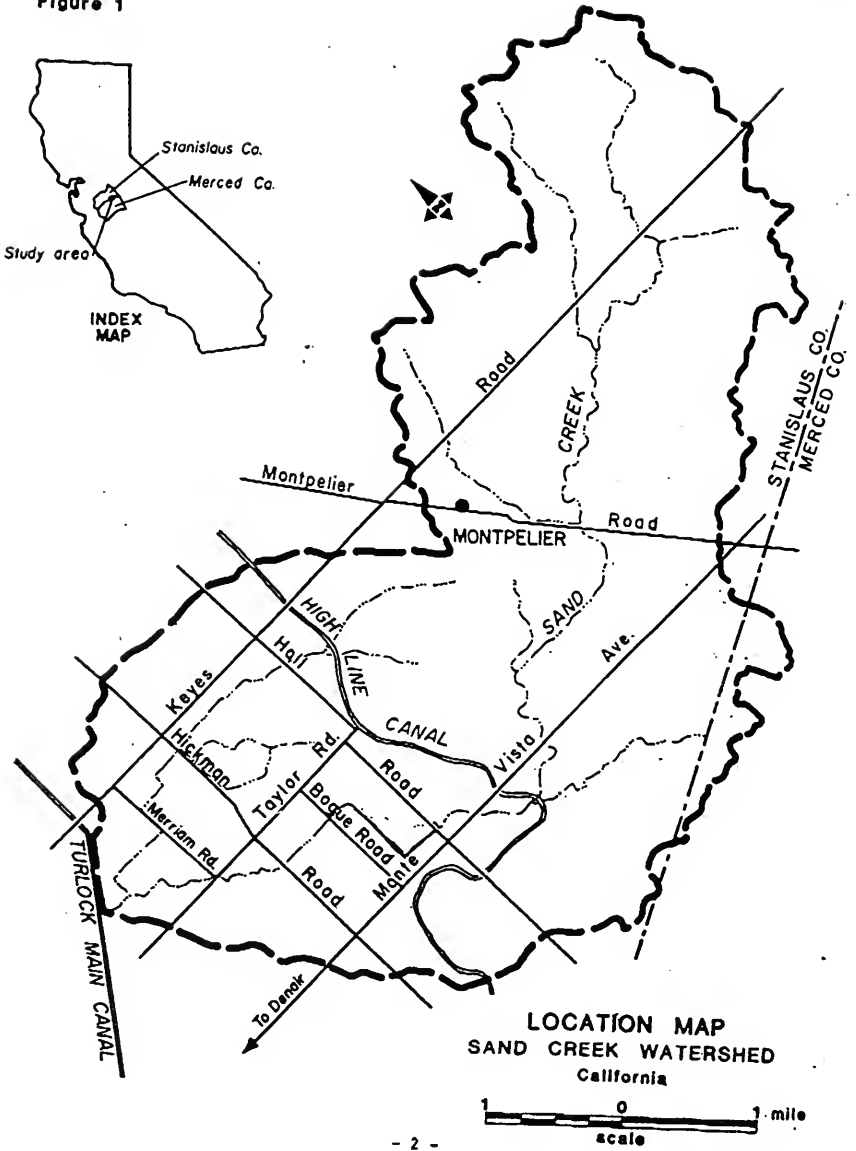 Figure 1
Stanislaus Co.
Merced Co.
Study area
INDEX
MAP
Road
CREEK
STANISLAUS CO.
MERCED CO.
Montpelier
Road
MONTPELIER
SAND
HIGH
LINE
CANAL
Hall
Road
Keyes
Hickman
Road
Taylor
Rd.
Vista
Ave.
Monte
Bogue Road
Merriam Rd.
TURLOCK MAIN CANAL
To Denair
LOCATION MAP
SAND CREEK WATERSHED
California
1 0 1 mile
scale
- 2 -